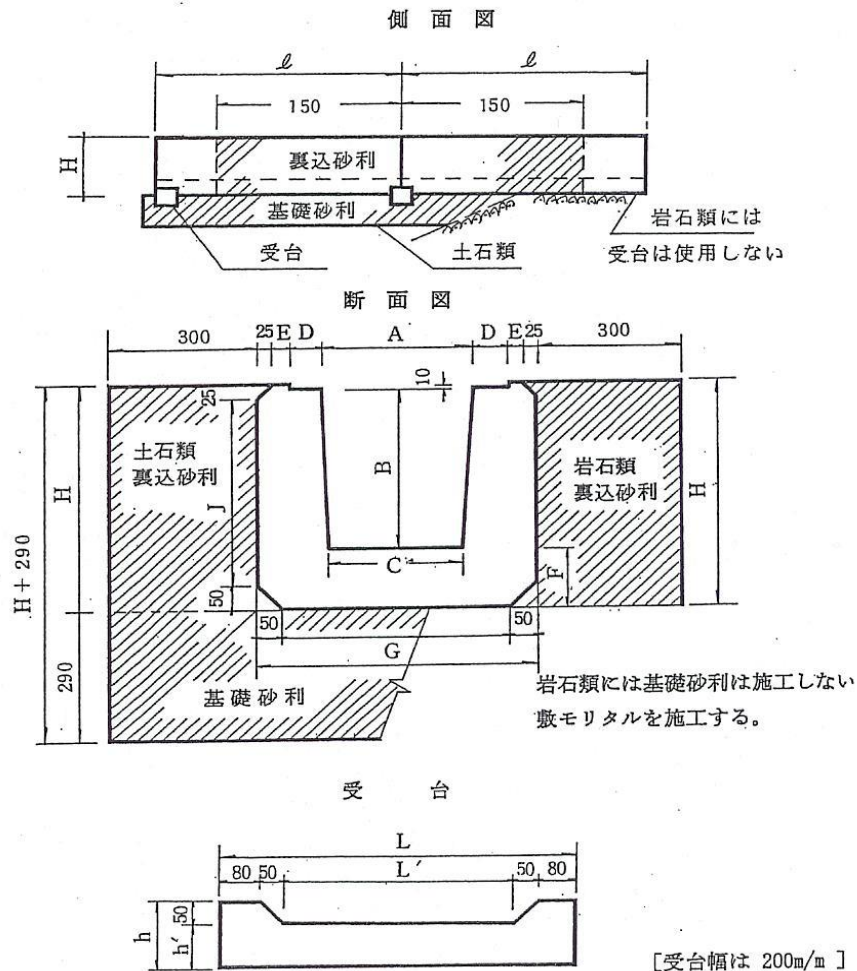 側面図
ℓ ℓ
150 150
H
裏込砂利
基礎砂利
受台
土石類
岩石類には
受台は使用しない
断面図
300 25 E D A D E 25 300
10
25
土石類
裏込砂利
岩石類
裏込砂利
H + 290
H
J
B
H
C
F
50
50 50
G
290
基礎砂利
岩石類には基礎砂利は施工しない
敷モリタルを施工する。
受台
L
80 50 L′ 50 80
h
50
h′
[受台幅は 200m/m ]